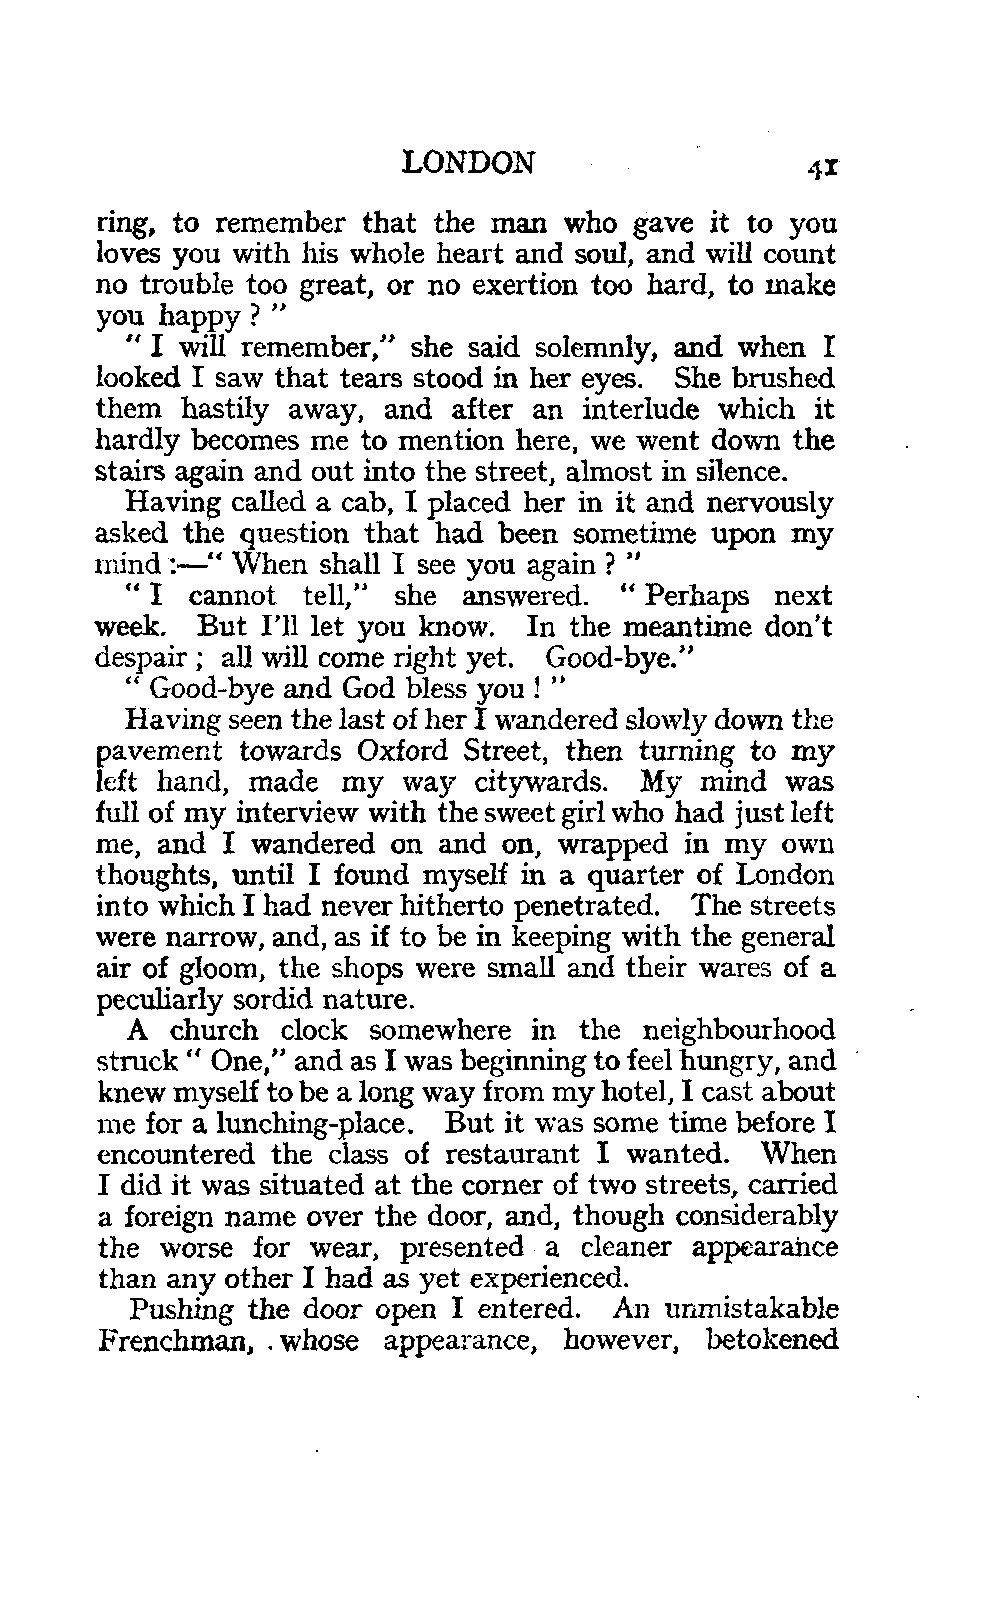 LONDON 41
ring, to remember that the man who gave it to you
loves you with his whole heart and soul, and will count
no trouble too great, or no exertion too hard, to make
you happy ? "
" I will remember," she said solemnly, and when I
looked I saw that tears stood in her eyes. She brushed
them hastily away, and after an interlude which it
hardly becomes me to mention here, we went down the
stairs again and out into the street, almost in silence.
Having called a cab, I placed her in it and nervously
asked the question that had been sometime upon my
mind :—" When shall I see you again ? "
" I cannot tell," she answered. " Perhaps next
week. But I'll let you know. In the meantime don't
despair ; all will come right yet. Good-bye."
" Good-bye and God bless you ! "
Having seen the last of her I wandered slowly down the
pavement towards Oxford Street, then turning to my
left hand, made my way citywards. My mind was
full of my interview with the sweet girl who had just left
me, and I wandered on and on, wrapped in my own
thoughts, until I found myself in a quarter of London
into which I had never hitherto penetrated. The streets
were narrow, and, as if to be in keeping with the general
air of gloom, the shops were small and their wares of a
peculiarly sordid nature.
A church clock somewhere in the neighbourhood
struck " One," and as I was beginning to feel hungry, and
knew myself to be a long way from my hotel, I cast about
me for a lunching-place. But it was some time before I
encountered the class of restaurant I wanted. When
I did it was situated at the corner of two streets, carried
a foreign name over the door, and, though considerably
the worse for wear, presented a cleaner appearance
than any other I had as yet experienced.
Pushing the door open I entered. An unmistakable
Frenchman, whose appearance, however, betokened